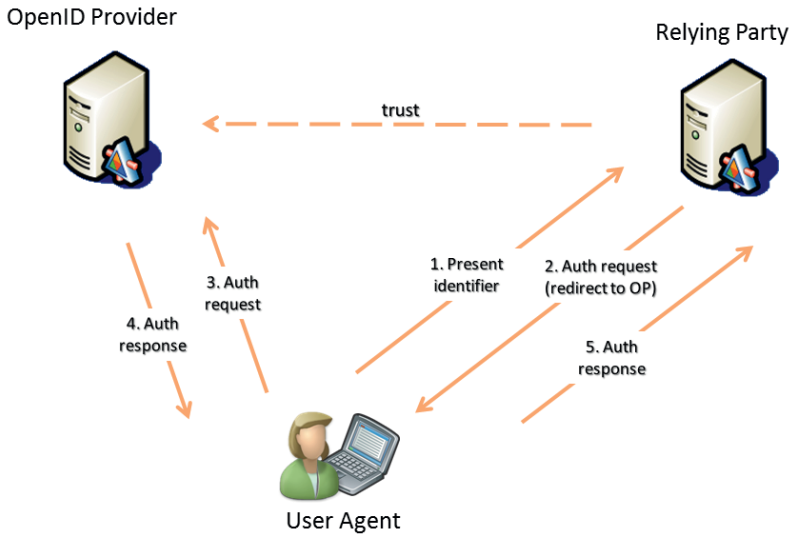 OpenID Provider
Relying Party
trust
1. Present
identifier
2. Auth request
(redirect to OP)
3. Auth
request
4. Auth
response
5. Auth
response
User Agent